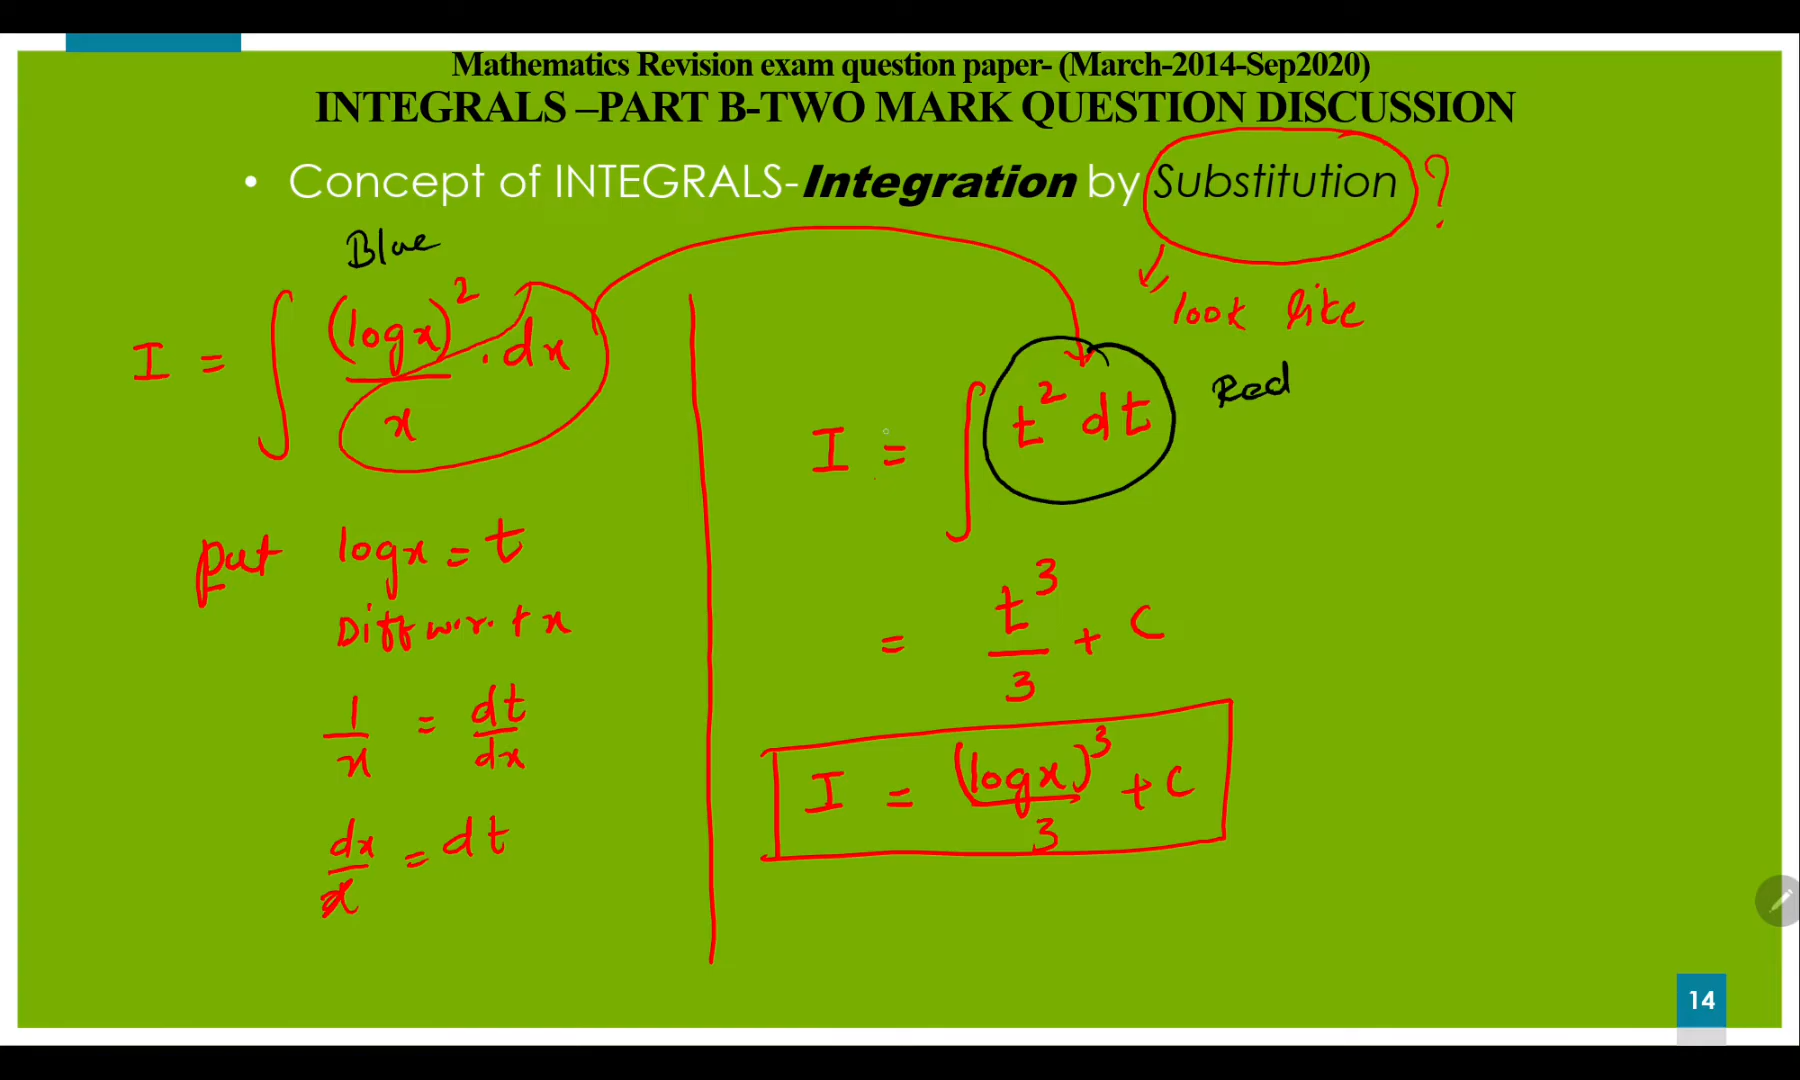 Mathematics Revision exam question paper- (March-2014-Sep2020)
INTEGRALS –PART B-TWO MARK QUESTION DISCUSSION
• Concept of INTEGRALS-Integration by Substitution ?
Blue
look like
I = ∫ (log x)² / x . dx
Red
I = ∫ t² dt
put log x = t
Diff w.r.t x
= t³/3 + c
1/x = dt/dx
I = (log x)³/3 + c
dx/x = dt
14